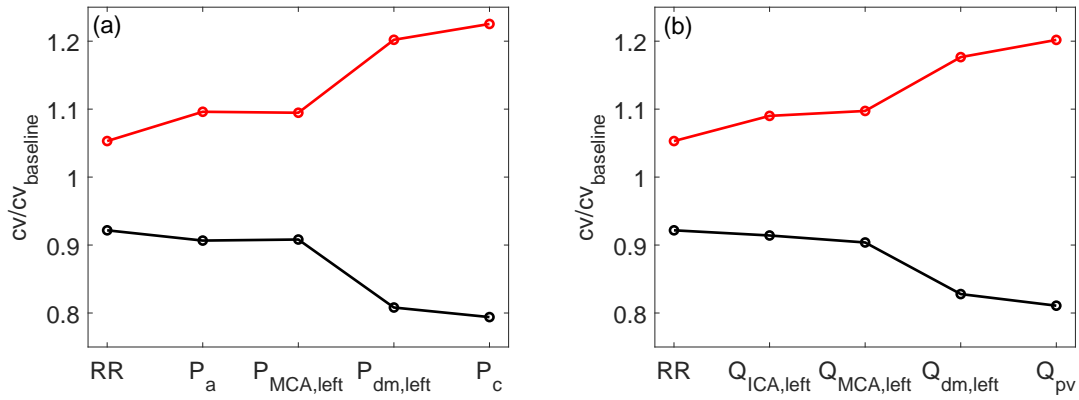 (a)
cv/cv_baseline
1.2
1.1
1
0.9
0.8
RR P_a P_MCA,left P_dm,left P_c
(b)
cv/cv_baseline
1.2
1.1
1
0.9
0.8
RR Q_ICA,left Q_MCA,left Q_dm,left Q_pv